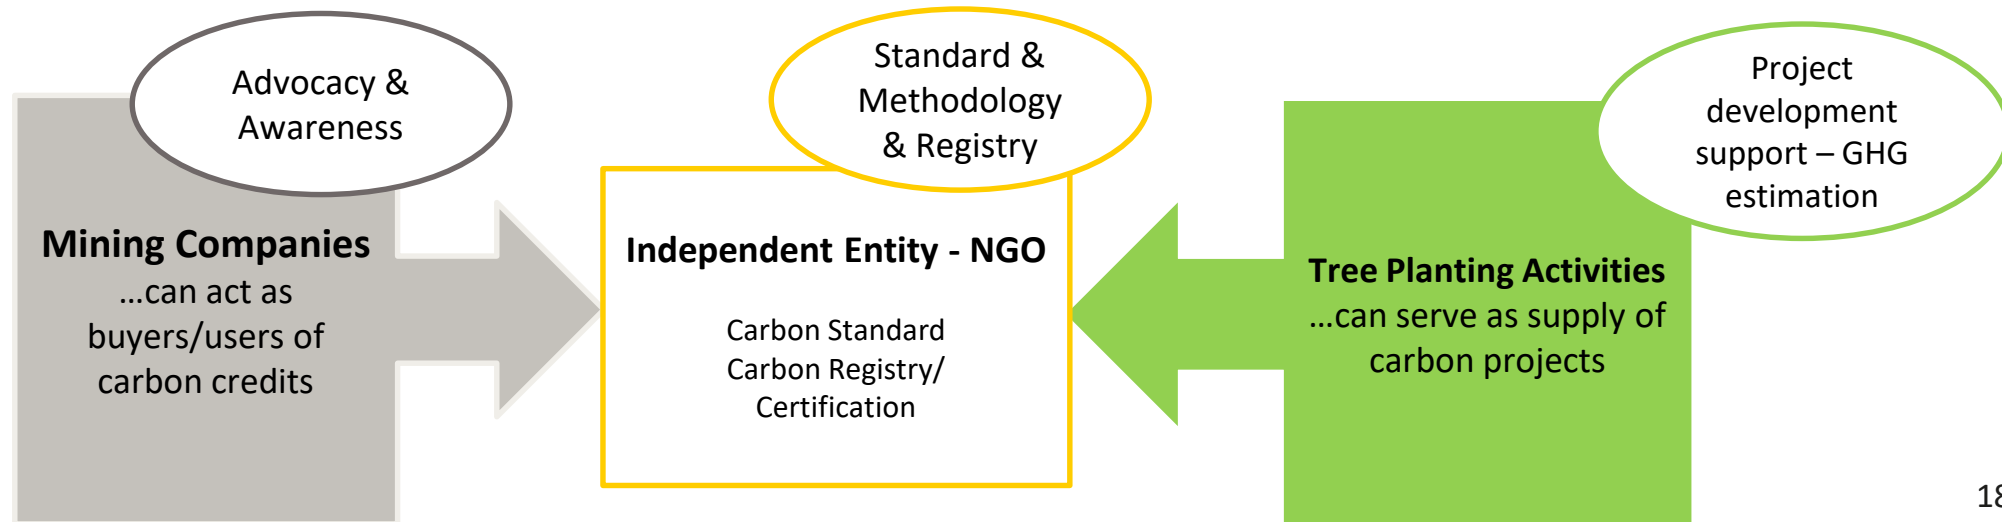 Advocacy &
Awareness
Mining Companies
...can act as
buyers/users of
carbon credits
Standard &
Methodology
& Registry
Independent Entity - NGO
Carbon Standard
Carbon Registry/
Certification
Project
development
support – GHG
estimation
Tree Planting Activities
...can serve as supply of
carbon projects
18